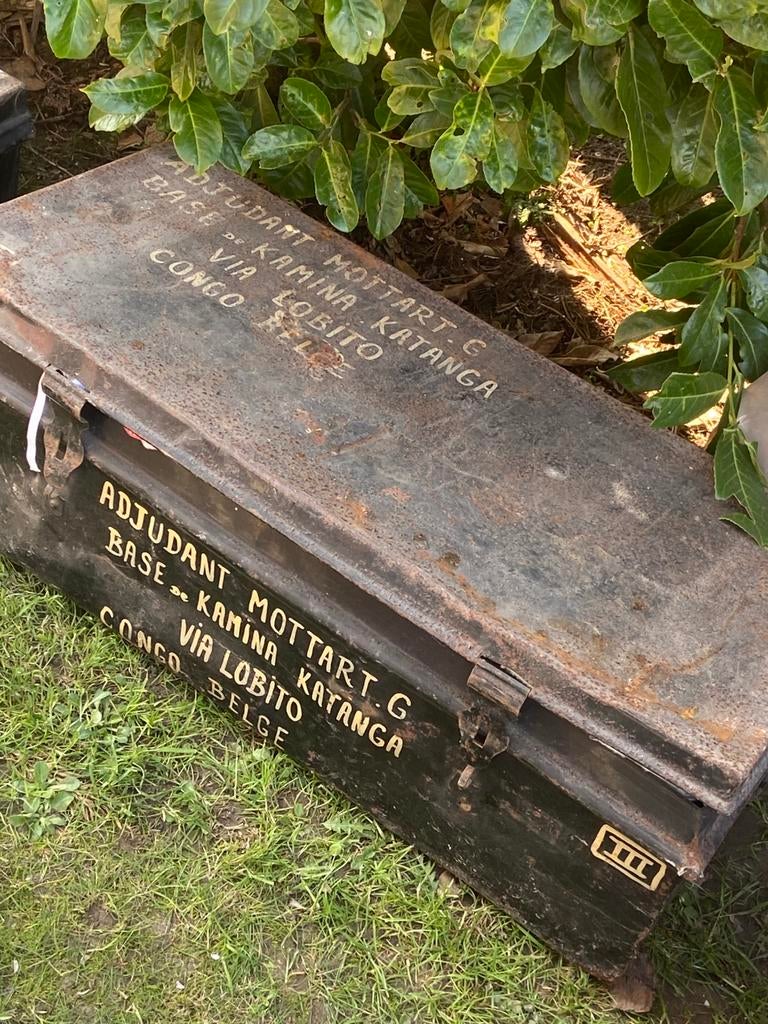 ADJUDANT MOTTART.G
BASE DE KAMINA KATANGA
VIA LOBITO
CONGO BELGE
ADJUDANT MOTTART G
BASE DE KAMINA KATANGA
VIA LOBITO
CONGO BELGE
III